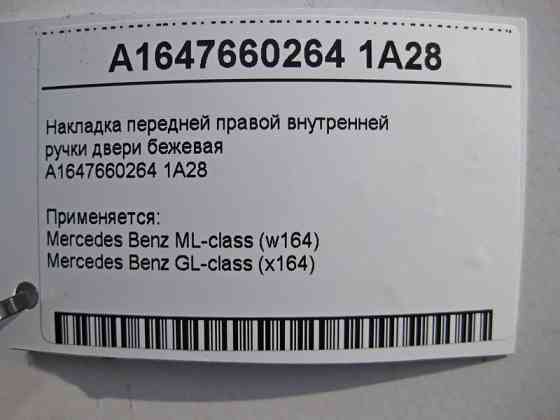 A1647660264 1A28
Накладка передней правой внутренней
ручки двери бежевая
A1647660264 1A28
Применяется:
Mercedes Benz ML-class (w164)
Mercedes Benz GL-class (x164)